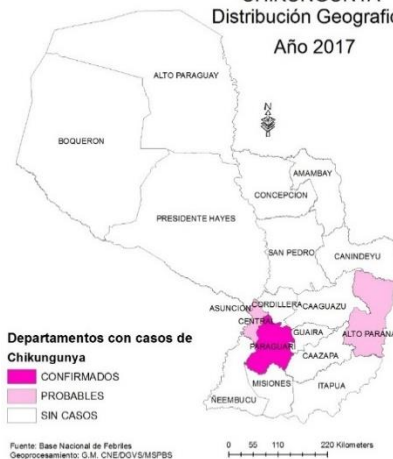 Distribución Geografic
Año 2017
N
ALTO PARAGUAY
BOQUERON
AMAMBAY
CONCEPCION
PRESIDENTE HAYES
SAN PEDRO
CANINDEYU
ASUNCION
CORDILLERA
CAAGUAZU
CENTRAL
GUAIRA
ALTO PARANA
PARAGUARI
CAAZAPA
MISIONES
ITAPUA
ÑEEMBUCU
Departamentos con casos de
Chikungunya
CONFIRMADOS
PROBABLES
SIN CASOS
Fuente: Base Nacional de Febriles
Geoprocesamiento: G.M. CNE/DGVS/MSPBS
0 55 110 220 Kilometers